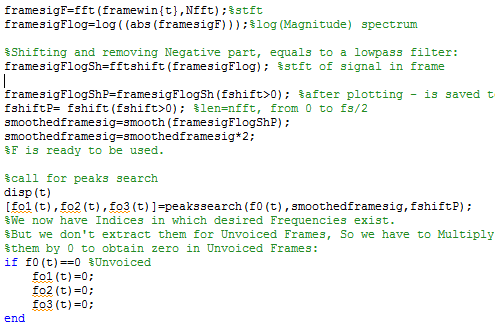 framesigF=fft(framewin{t},Nfft);%stft
framesigFlog=log((abs(framesigF)));%log(Magnitude) spectrum
%Shifting and removing Negative part, equals to a lowpass filter:
framesigFlogSh=fftshift(framesigFlog); %stft of signal in frame
framesigFlogShP=framesigFlogSh(fshift>0); %after plotting - is saved t
fshiftP= fshift(fshift>0); %len=nfft, from 0 to fs/2
smoothedframesig=smooth(framesigFlogShP);
smoothedframesig=smoothedframesig*2;
%F is ready to be used.
%call for peaks search
disp(t)
[fo1(t),fo2(t),fo3(t)]=peakssearch(f0(t),smoothedframesig,fshiftP);
%We now have Indices in which desired Frequencies exist.
%But we don't extract them for Unvoiced Frames, So we have to Multiply
%them by 0 to obtain zero in Unvoiced Frames:
if f0(t)==0 %Unvoiced
fo1(t)=0;
fo2(t)=0;
fo3(t)=0;
end